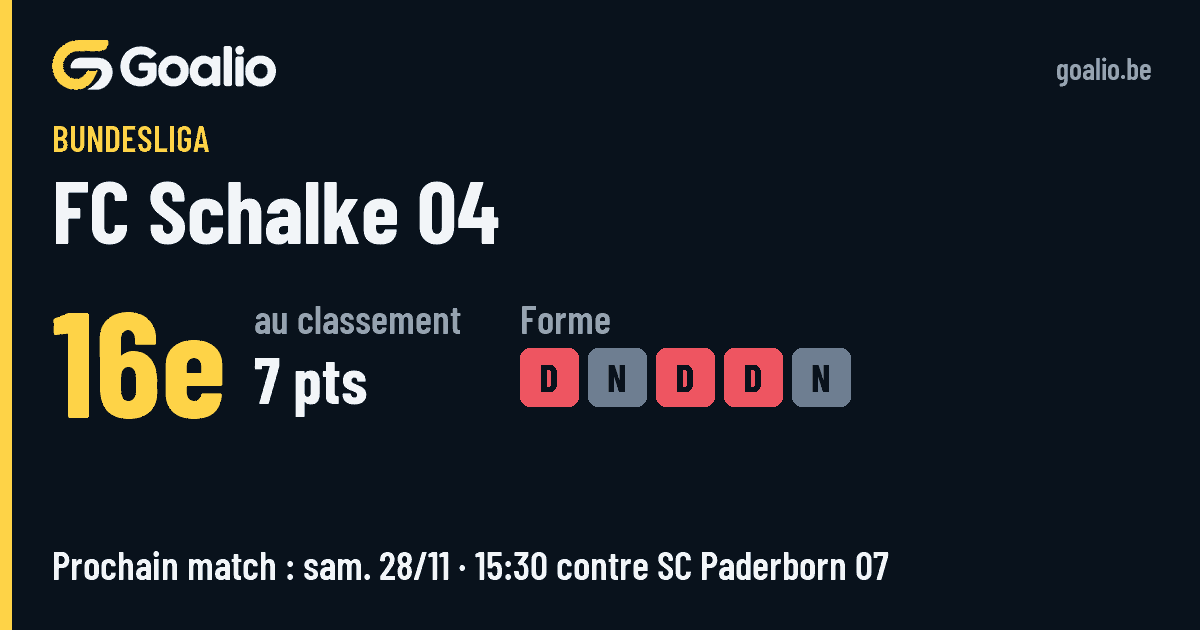 Goalio
goalio.be
BUNDESLIGA
FC Schalke 04
16e
au classement
7 pts
Forme
D N D D N
Prochain match : sam. 28/11 · 15:30 contre SC Paderborn 07